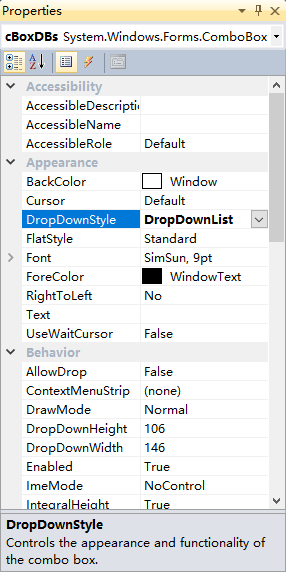 Properties
cBoxDBs System.Windows.Forms.ComboBox
Accessibility
AccessibleDescriptic
AccessibleName
AccessibleRole Default
Appearance
BackColor Window
Cursor Default
DropDownStyle DropDownList
FlatStyle Standard
Font SimSun, 9pt
ForeColor WindowText
RightToLeft No
Text
UseWaitCursor False
Behavior
AllowDrop False
ContextMenuStrip (none)
DrawMode Normal
DropDownHeight 106
DropDownWidth 146
Enabled True
ImeMode NoControl
IntegralHeight True
DropDownStyle
Controls the appearance and functionality of
the combo box.